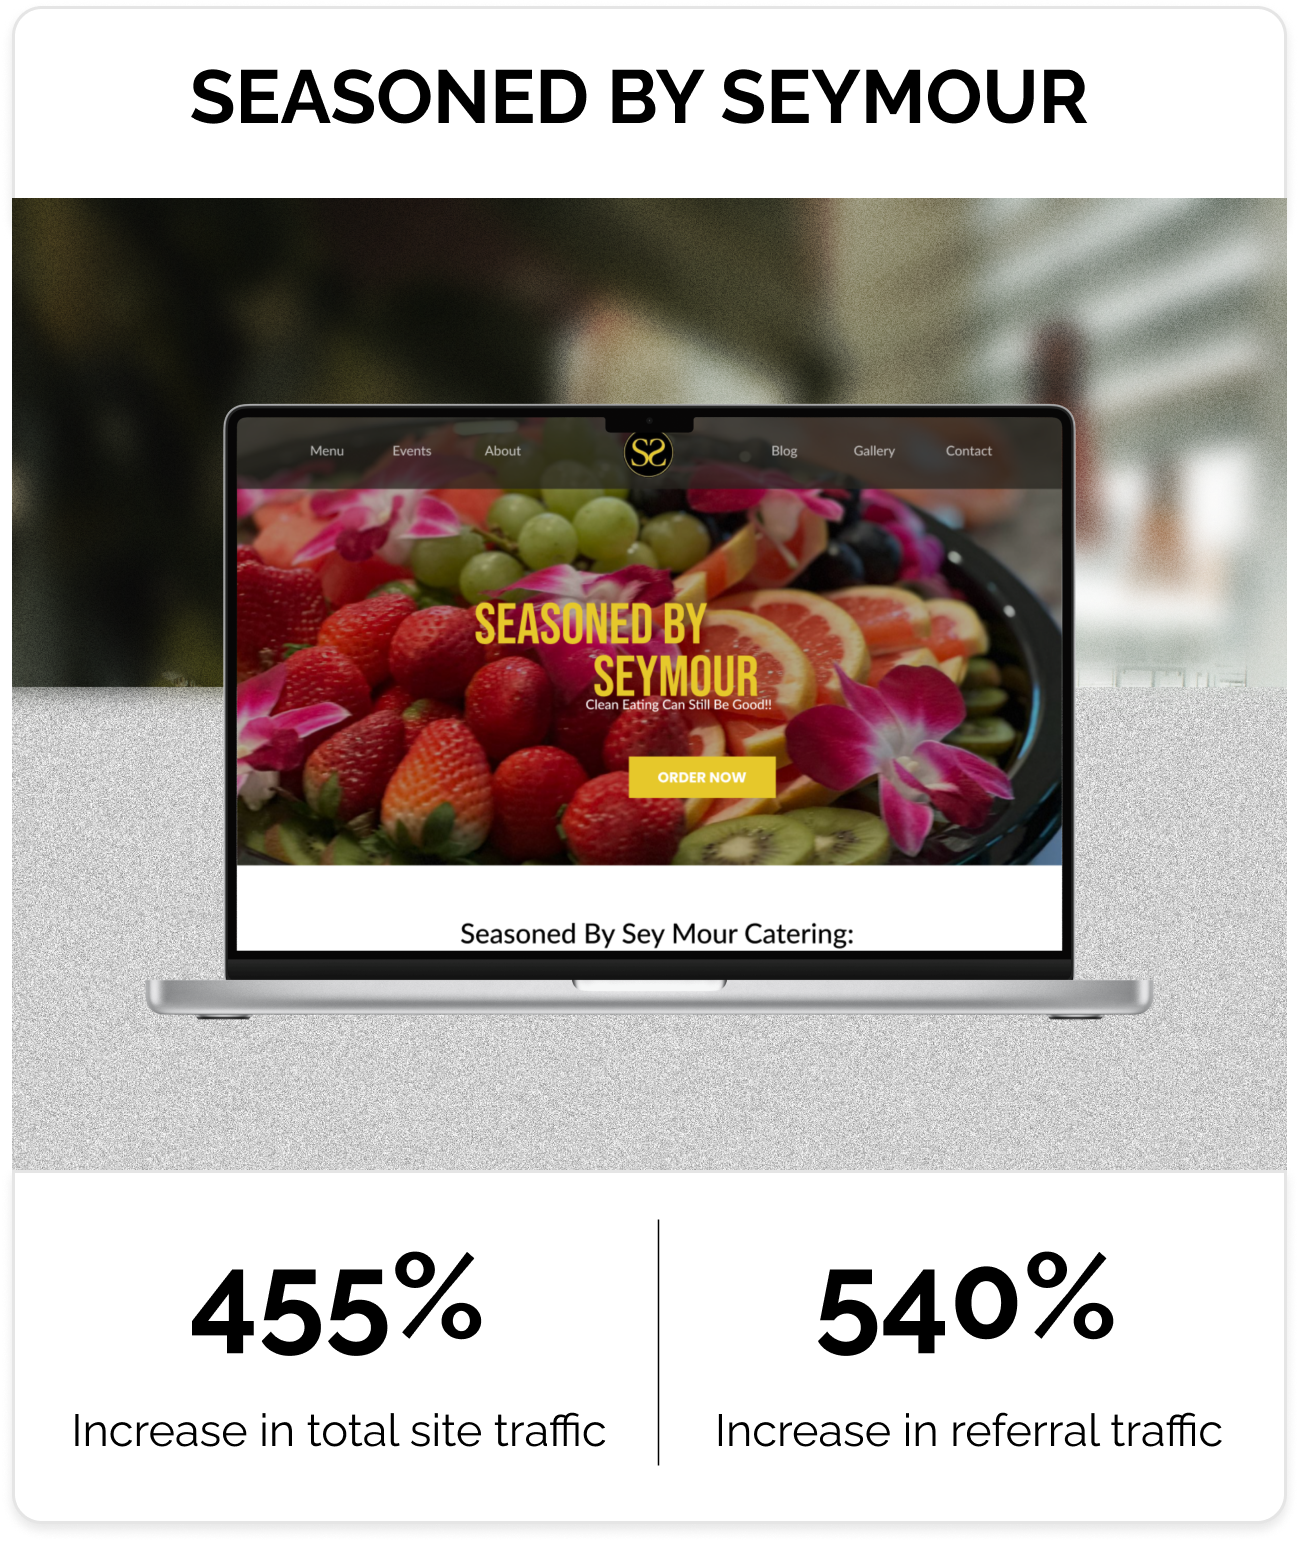 SEASONED BY SEYMOUR
Menu Events About SS Blog Gallery Contact
SEASONED BY
SEYMOUR
Clean Eating Can Still Be Good!!
ORDER NOW
Seasoned By Sey Mour Catering:
455%
Increase in total site traffic
540%
Increase in referral traffic